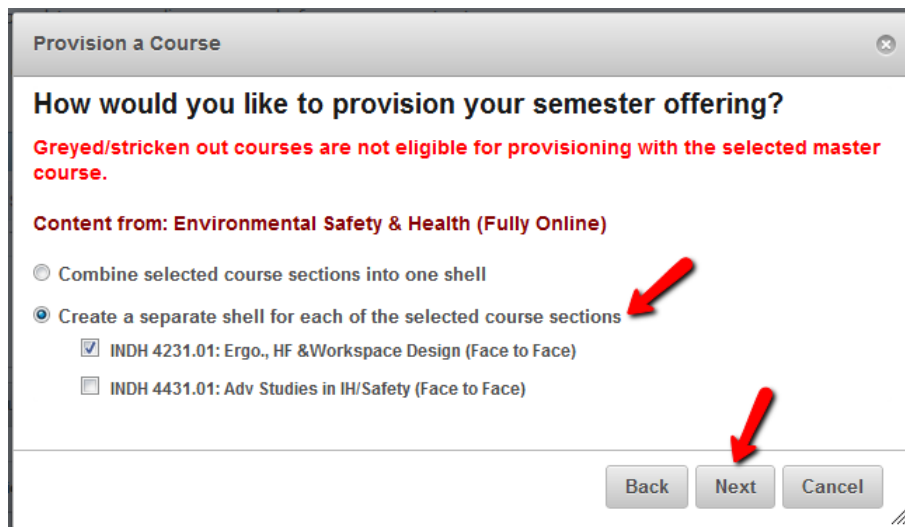 Provision a Course
How would you like to provision your semester offering?
Greyed/stricken out courses are not eligible for provisioning with the selected master
course.
Content from: Environmental Safety & Health (Fully Online)
Combine selected course sections into one shell
Create a separate shell for each of the selected course sections
INDH 4231.01: Ergo., HF &Workspace Design (Face to Face)
INDH 4431.01: Adv Studies in IH/Safety (Face to Face)
Back Next Cancel